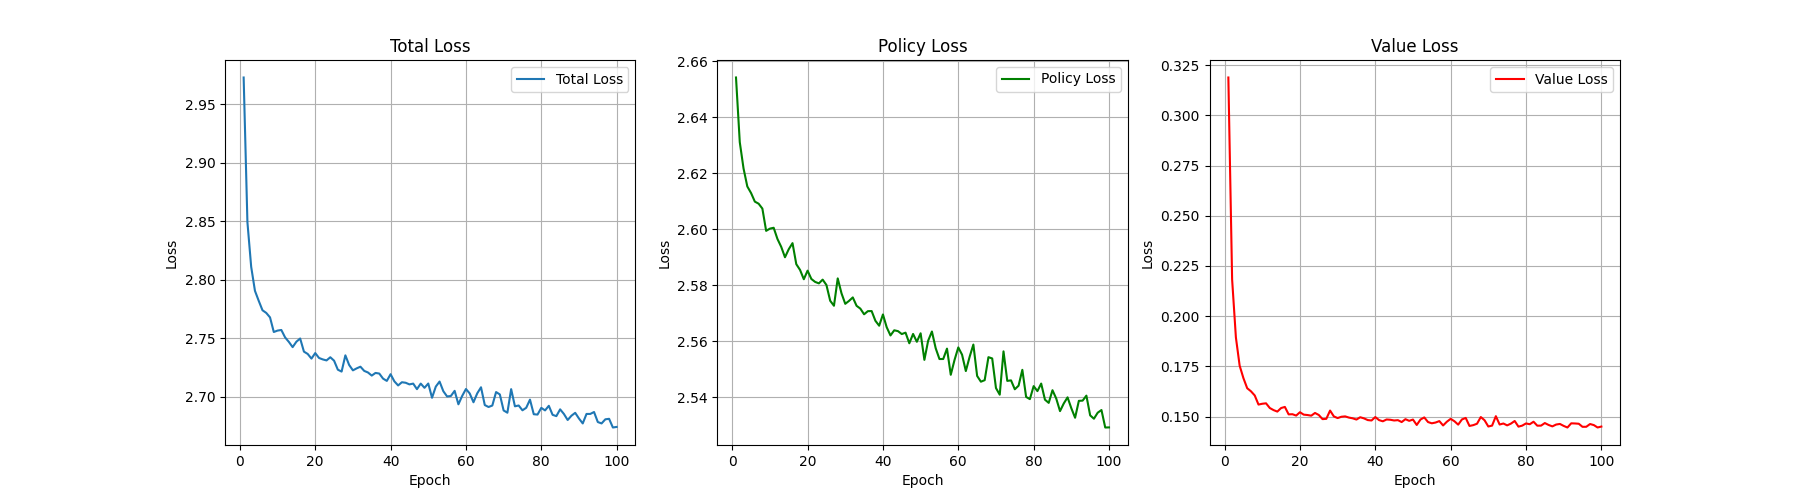 Total Loss
Total Loss
2.95
2.90
2.85
2.80
2.75
2.70
Loss
0 20 40 60 80 100
Epoch
Policy Loss
Policy Loss
2.66
2.64
2.62
2.60
2.58
2.56
2.54
Loss
0 20 40 60 80 100
Epoch
Value Loss
Value Loss
0.325
0.300
0.275
0.250
0.225
0.200
0.175
0.150
Loss
0 20 40 60 80 100
Epoch